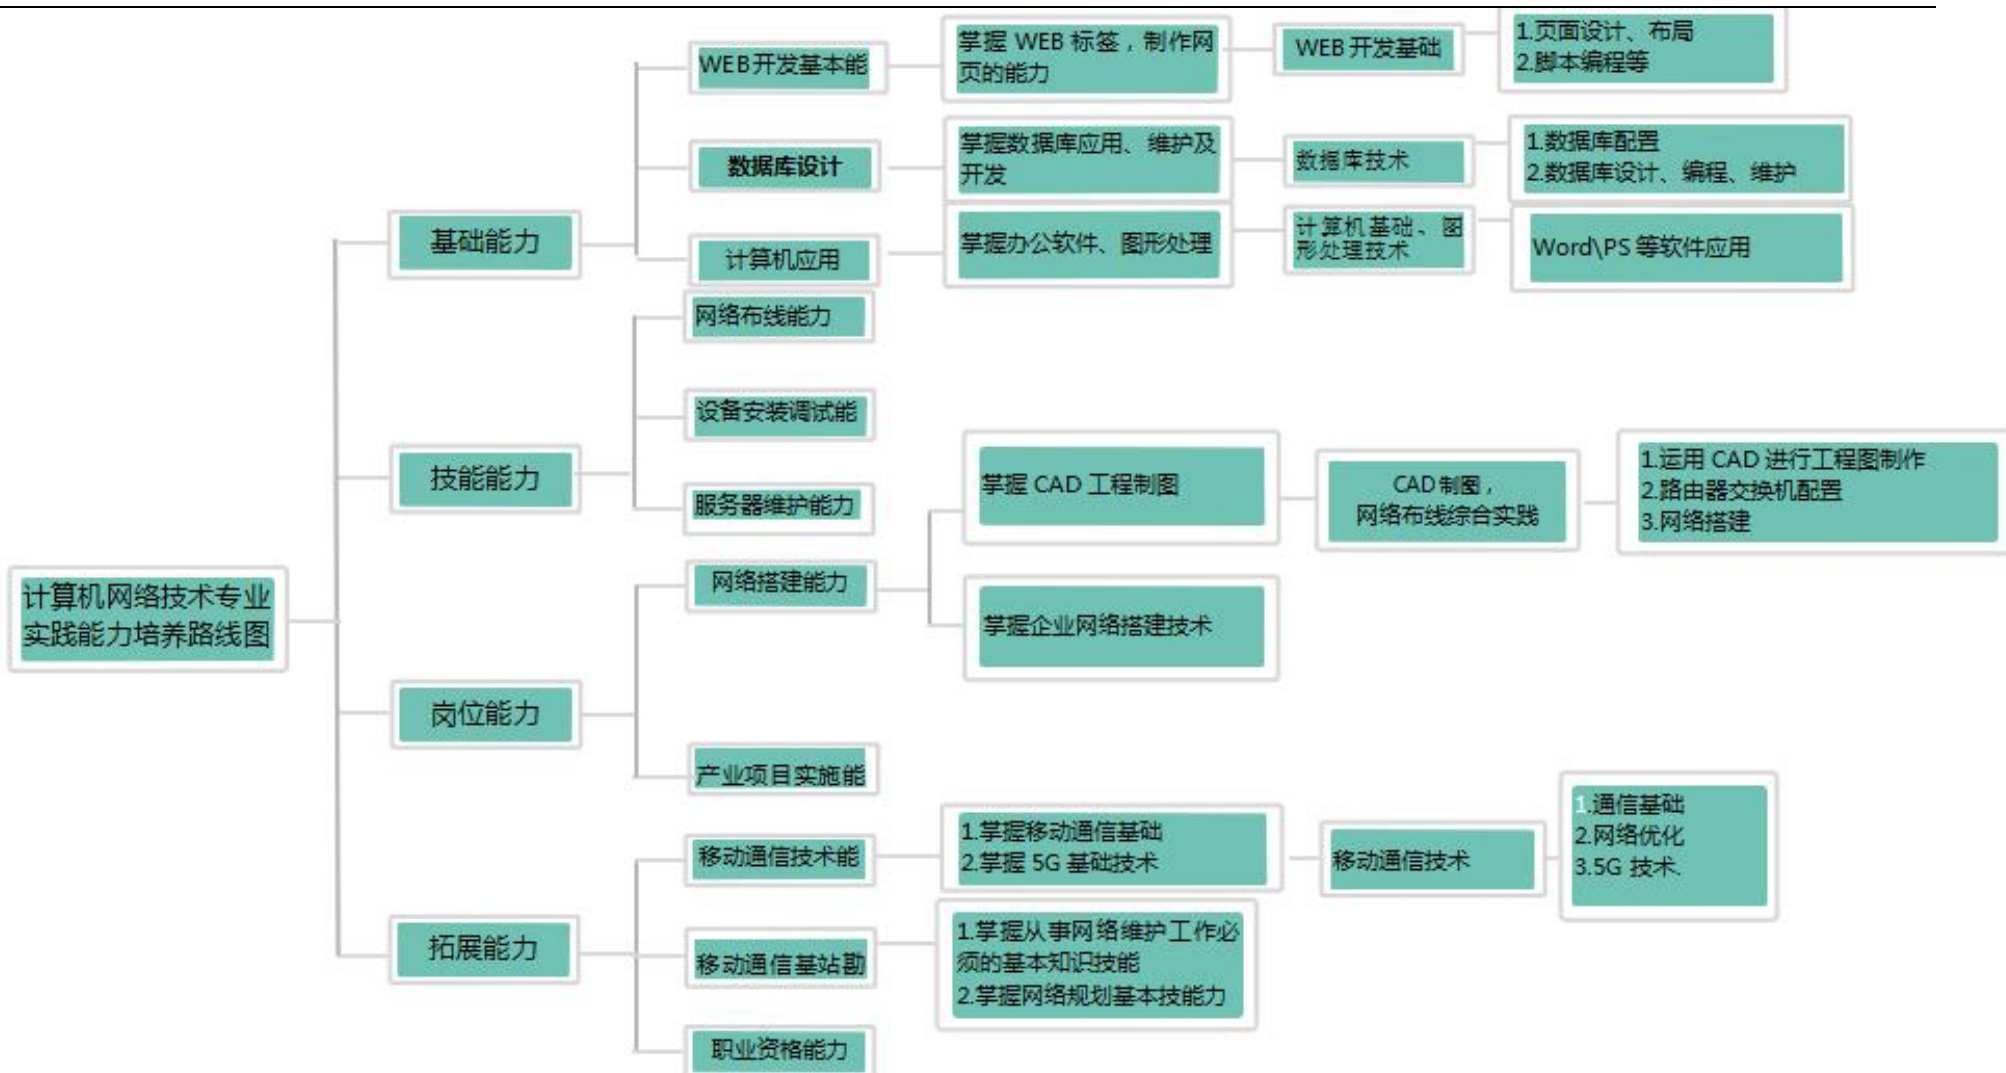 计算机网络技术专业
实践能力培养路线图
基础能力
WEB开发基本能
掌握 WEB 标签，制作网
页的能力
WEB 开发基础
1.页面设计、布局
2.脚本编程等
数据库设计
掌握数据库应用、维护及
开发
数据库技术
1.数据库配置
2.数据库设计、编程、维护
计算机应用
掌握办公软件、图形处理
计算机基础、图
形处理技术
Word\PS 等软件应用
技能能力
网络布线能力
设备安装调试能
服务器维护能力
岗位能力
网络搭建能力
掌握 CAD 工程制图
CAD 制图，
网络布线综合实践
1.运用 CAD 进行工程图制作
2.路由器交换机配置
3.网络搭建
掌握企业网络搭建技术
产业项目实施能
拓展能力
移动通信技术能
1.掌握移动通信基础
2.掌握 5G 基础技术
移动通信技术
1.通信基础
2.网络优化
3.5G 技术.
移动通信基站勘
1.掌握从事网络维护工作必
须的基本知识技能
2.掌握网络规划基本技能力
职业资格能力